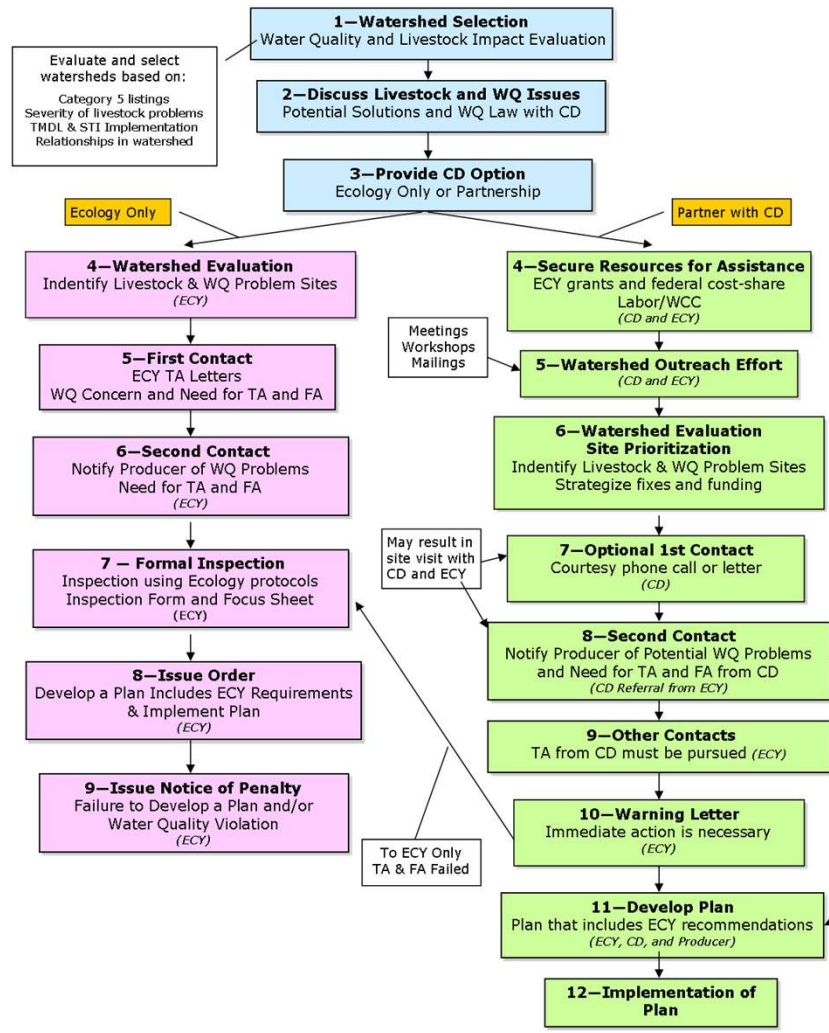 1—Watershed Selection
Water Quality and Livestock Impact Evaluation
Evaluate and select
watersheds based on:
Category 5 listings
Severity of livestock problems
TMDL & STI Implementation
Relationships in watershed
2—Discuss Livestock and WQ Issues
Potential Solutions and WQ Law with CD
3—Provide CD Option
Ecology Only or Partnership
Ecology Only
Partner with CD
4—Watershed Evaluation
Indentify Livestock & WQ Problem Sites
(ECY)
5—First Contact
ECY TA Letters
WQ Concern and Need for TA and FA
6—Second Contact
Notify Producer of WQ Problems
Need for TA and FA
(ECY)
7 — Formal Inspection
Inspection using Ecology protocols
Inspection Form and Focus Sheet
(ECY)
8—Issue Order
Develop a Plan Includes ECY Requirements
& Implement Plan
(ECY)
9—Issue Notice of Penalty
Failure to Develop a Plan and/or
Water Quality Violation
(ECY)
4—Secure Resources for Assistance
ECY grants and federal cost-share
Labor/WCC
(CD and ECY)
Meetings
Workshops
Mailings
5—Watershed Outreach Effort
(CD and ECY)
6—Watershed Evaluation
Site Prioritization
Indentify Livestock & WQ Problem Sites
Strategize fixes and funding
May result in
site visit with
CD and ECY
7—Optional 1st Contact
Courtesy phone call or letter
(CD)
8—Second Contact
Notify Producer of Potential WQ Problems
and Need for TA and FA from CD
(CD Referral from ECY)
9—Other Contacts
TA from CD must be pursued (ECY)
10—Warning Letter
Immediate action is necessary
(ECY)
To ECY Only
TA & FA Failed
11—Develop Plan
Plan that includes ECY recommendations
(ECY, CD, and Producer)
12—Implementation of
Plan